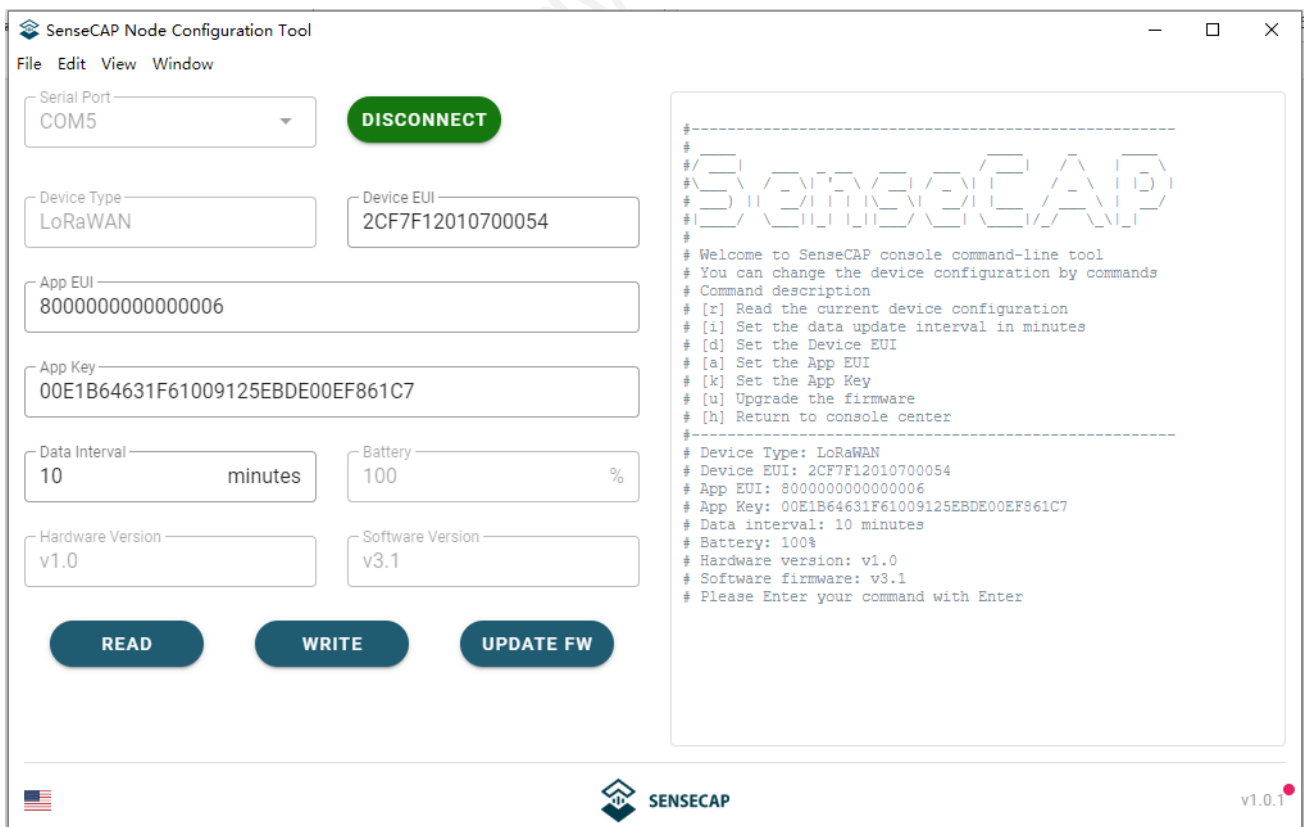 SenseCAP Node Configuration Tool
File Edit View Window
Serial Port
COM5
DISCONNECT
Device Type
LoRaWAN
Device EUI
2CF7F12010700054
App EUI
8000000000000006
App Key
00E1B64631F61009125EBDE00EF861C7
Data Interval
10 minutes
Battery
100 %
Hardware Version
v1.0
Software Version
v3.1
READ
WRITE
UPDATE FW
#-----------------------------------------------------------
SenseCAP
#
# Welcome to SenseCAP console command-line tool
# You can change the device configuration by commands
# Command description
# [r] Read the current device configuration
# [i] Set the data update interval in minutes
# [d] Set the Device EUI
# [a] Set the App EUI
# [k] Set the App Key
# [u] Upgrade the firmware
# [h] Return to console center
#-----------------------------------------------------------
# Device Type: LoRaWAN
# Device EUI: 2CF7F12010700054
# App EUI: 8000000000000006
# App Key: 00E1B64631F61009125EBDE00EF861C7
# Data interval: 10 minutes
# Battery: 100%
# Hardware version: v1.0
# Software firmware: v3.1
# Please Enter your command with Enter
SENSECAP
v1.0.1